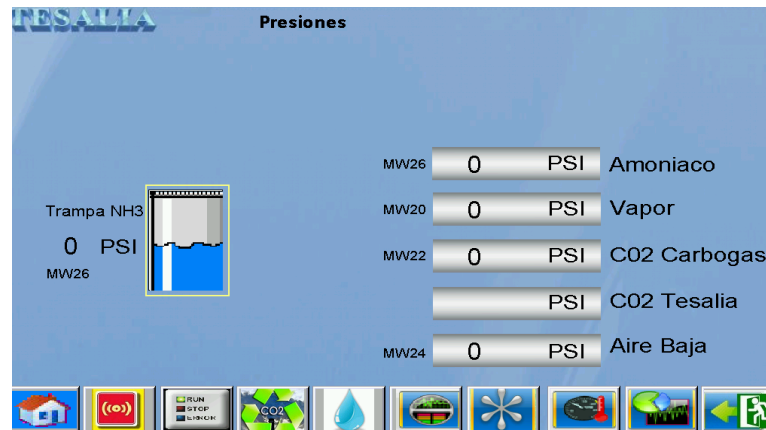 TESALIA
Presiones
MW26 0 PSI Amoniaco
Trampa NH3
MW20 0 PSI Vapor
0 PSI
MW26
MW22 0 PSI C02 Carbogas
PSI C02 Tesalia
MW24 0 PSI Aire Baja
((o))
RUN
STOP
ERROR
CO2